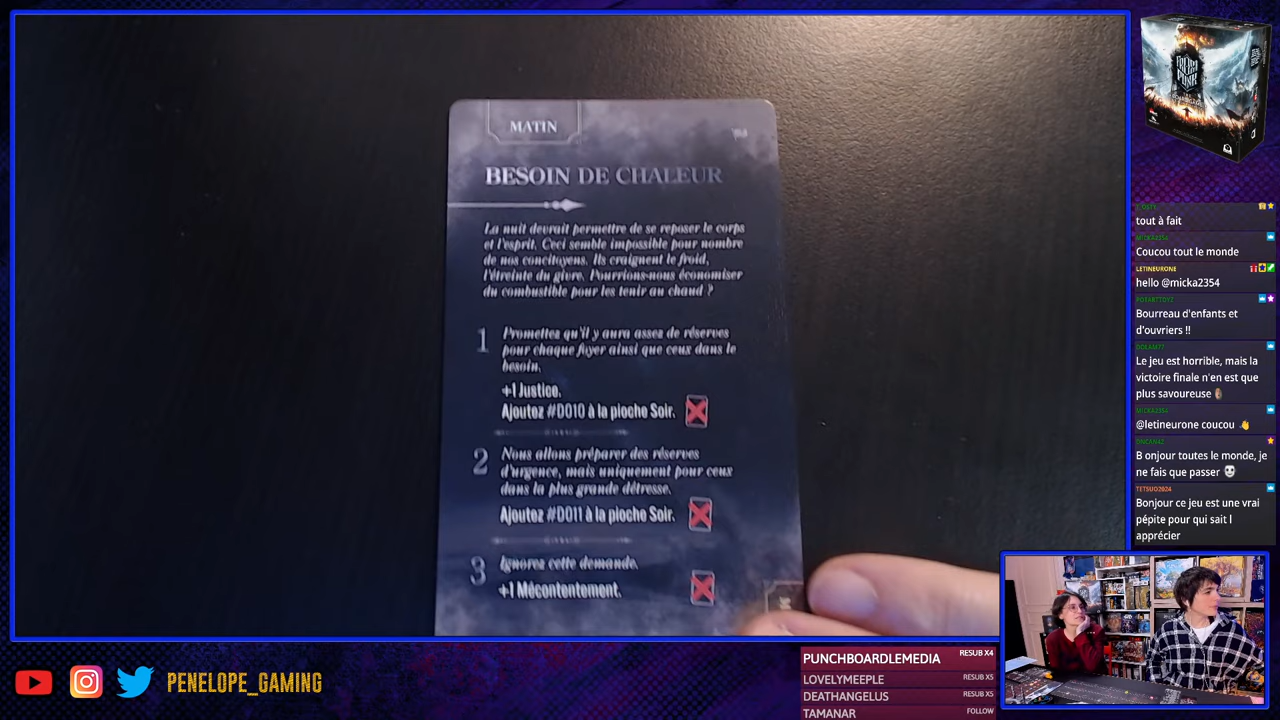 MATIN
BESOIN DE CHALEUR
La nuit devrait permettre de se reposer le corps
et l'esprit. Ceci semble impossible pour nombre
de nos concitoyens. Ils craignent le froid,
l'étreinte du givre. Pourrions-nous économiser
du combustible pour les tenir au chaud ?
1
Promettez qu'il y aura assez de réserves
pour chaque foyer ainsi que ceux dans le
besoin.
+1 Justice.
Ajoutez #D010 à la pioche Soir.
2
Nous allons préparer des réserves
d'urgence, mais uniquement pour ceux
dans la plus grande détresse.
Ajoutez #D011 à la pioche Soir.
3
Ignorez cette demande.
+1 Mécontentement.
FROST
PUNK
tout à fait
MICKA2354
Coucou tout le monde
LETINEURONE
hello @micka2354
Bourreau d'enfants et
d'ouvriers !!
Le jeu est horrible, mais la
victoire finale n'en est que
plus savoureuse
MICKA2354
@letineurone coucou
B onjour toutes le monde, je
ne fais que passer
TETSUO2024
Bonjour ce jeu est une vrai
pépite pour qui sait l
apprécier
PENELOPE_GAMING
PUNCHBOARDLEMEDIA RESUB X4
LOVELYMEEPLE RESUB X5
DEATHANGELUS RESUB X5
TAMANAR FOLLOW